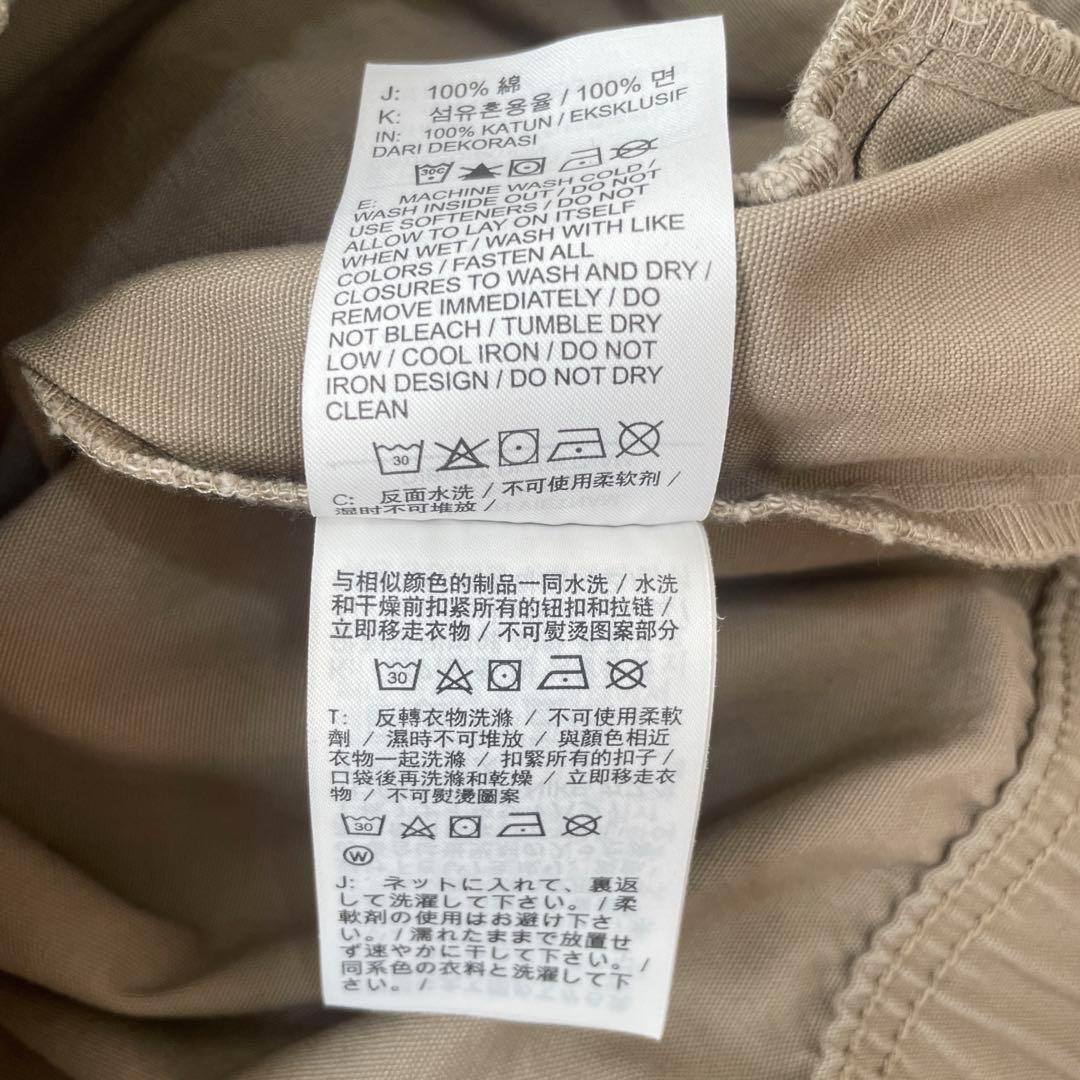 J: 100% 綿
K: 섬유혼용율 / 100% 면
IN: 100% KATUN / EKSKLUSIF
DARI DEKORASI
30C
E: MACHINE WASH COLD /
WASH INSIDE OUT / DO NOT
USE SOFTENERS / DO NOT
ALLOW TO LAY ON ITSELF
WHEN WET / WASH WITH LIKE
COLORS / FASTEN ALL
CLOSURES TO WASH AND DRY /
REMOVE IMMEDIATELY / DO
NOT BLEACH / TUMBLE DRY
LOW / COOL IRON / DO NOT
IRON DESIGN / DO NOT DRY
CLEAN
30
C: 反面水洗 / 不可使用柔软剂 /
湿时不可堆放 /
与相似颜色的制品一同水洗 / 水洗
和干燥前扣紧所有的钮扣和拉链 /
立即移走衣物 / 不可熨烫图案部分
30
T: 反轉衣物洗滌 / 不可使用柔軟
劑 / 濕時不可堆放 / 與顏色相近
衣物一起洗滌 / 扣緊所有的扣子 /
口袋後再洗滌和乾燥 / 立即移走衣
物 / 不可熨燙圖案
30
W
J: ネットに入れて、裏返
して洗濯して下さい。/ 柔
軟剤の使用はお避け下さ
い。/ 濡れたままで放置せ
ず速やかに干して下さい。/
同系色の衣料と洗濯して下
さい。/